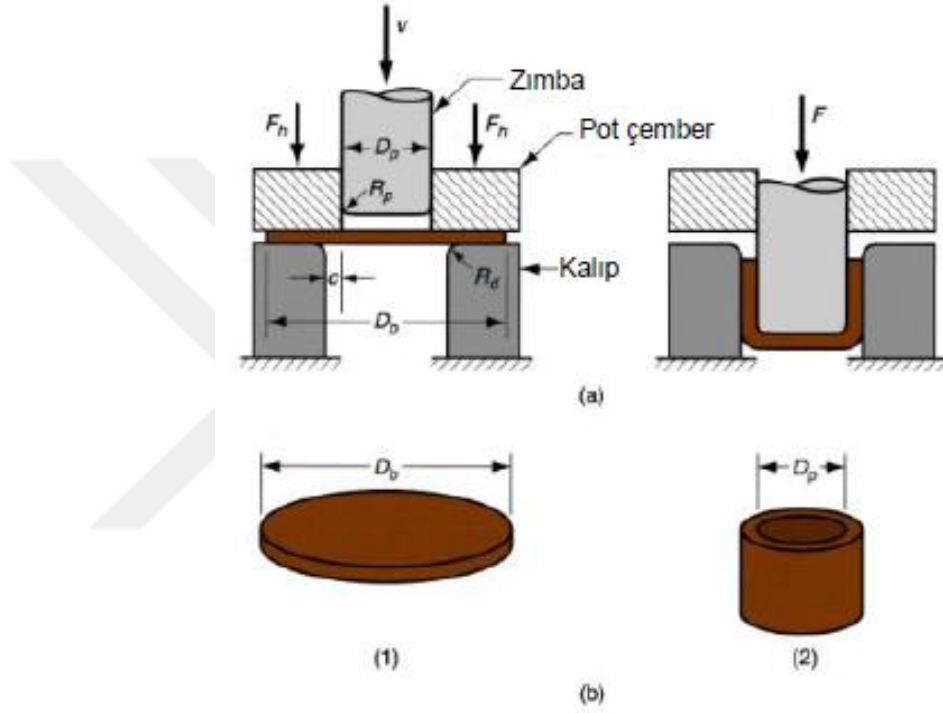 v
Zımba
F
Fh
Fh
Pot çember
Dp
Rp
Kalıp
c
Rd
Db
(a)
Db
Dp
(1)
(2)
(b)